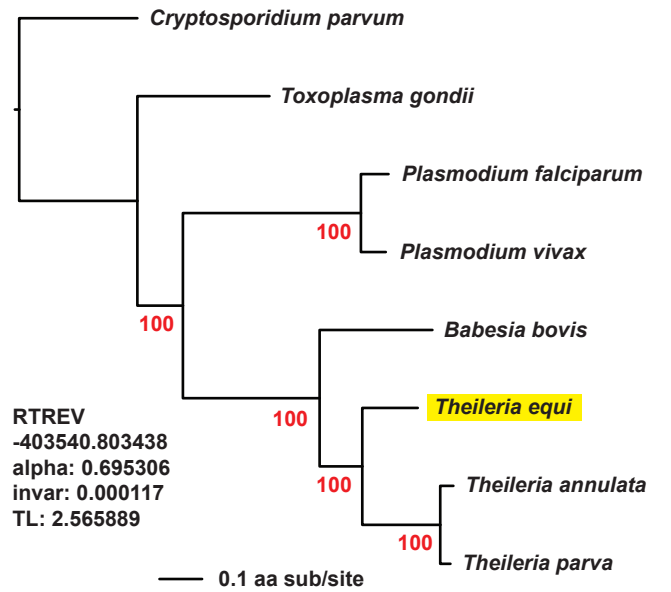 Cryptosporidium parvum
Toxoplasma gondii
Plasmodium falciparum
100
Plasmodium vivax
100
Babesia bovis
Theileria equi
100
RTREV
-403540.803438
alpha: 0.695306
invar: 0.000117
TL: 2.565889
100
Theileria annulata
100
Theileria parva
0.1 aa sub/site